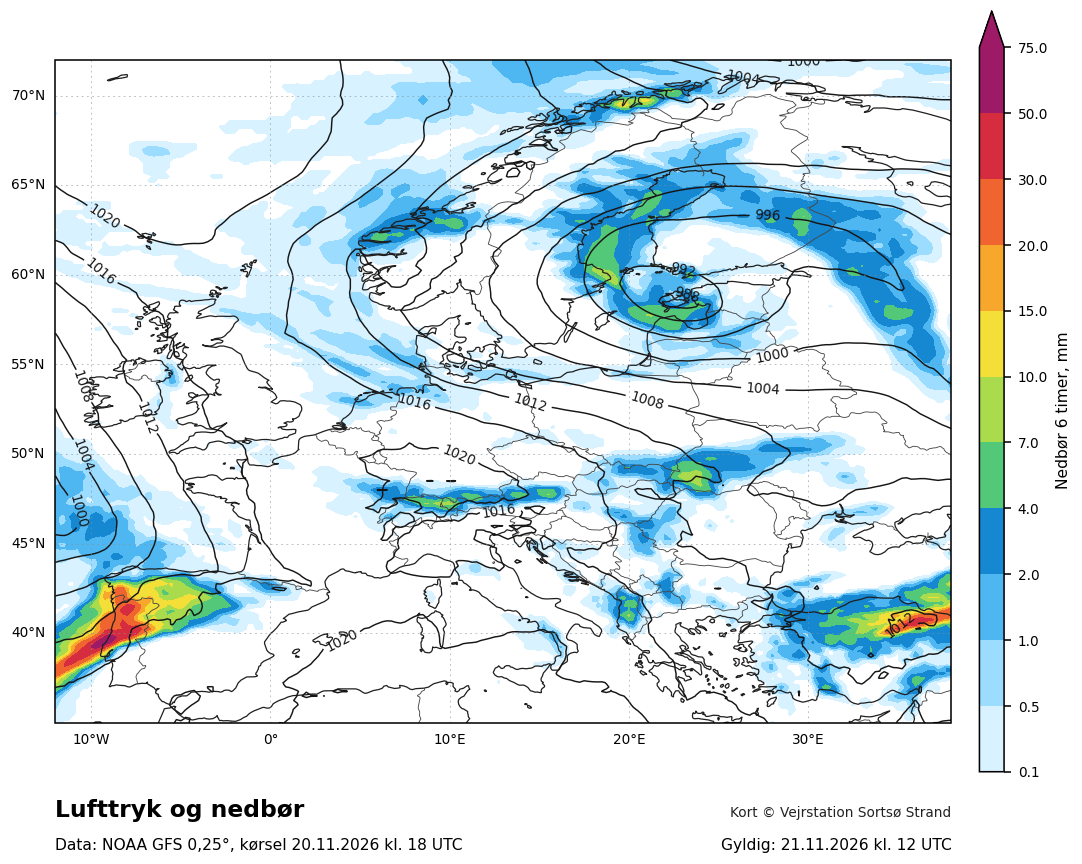 1000
1004
75.0
70°N
50.0
65°N
1020
996
30.0
1016
992
20.0
60°N
988
15.0
1000
55°N
1008
1004
10.0
1016
1012
1008
1012
7.0
50°N
1004
1020
1000
1016
4.0
45°N
2.0
40°N
1020
1012
1.0
0.5
0.1
Nedbør 6 timer, mm
10°W
0°
10°E
20°E
30°E
Lufttryk og nedbør
Kort © Vejrstation Sortsø Strand
Data: NOAA GFS 0,25°, kørsel 20.11.2026 kl. 18 UTC
Gyldig: 21.11.2026 kl. 12 UTC